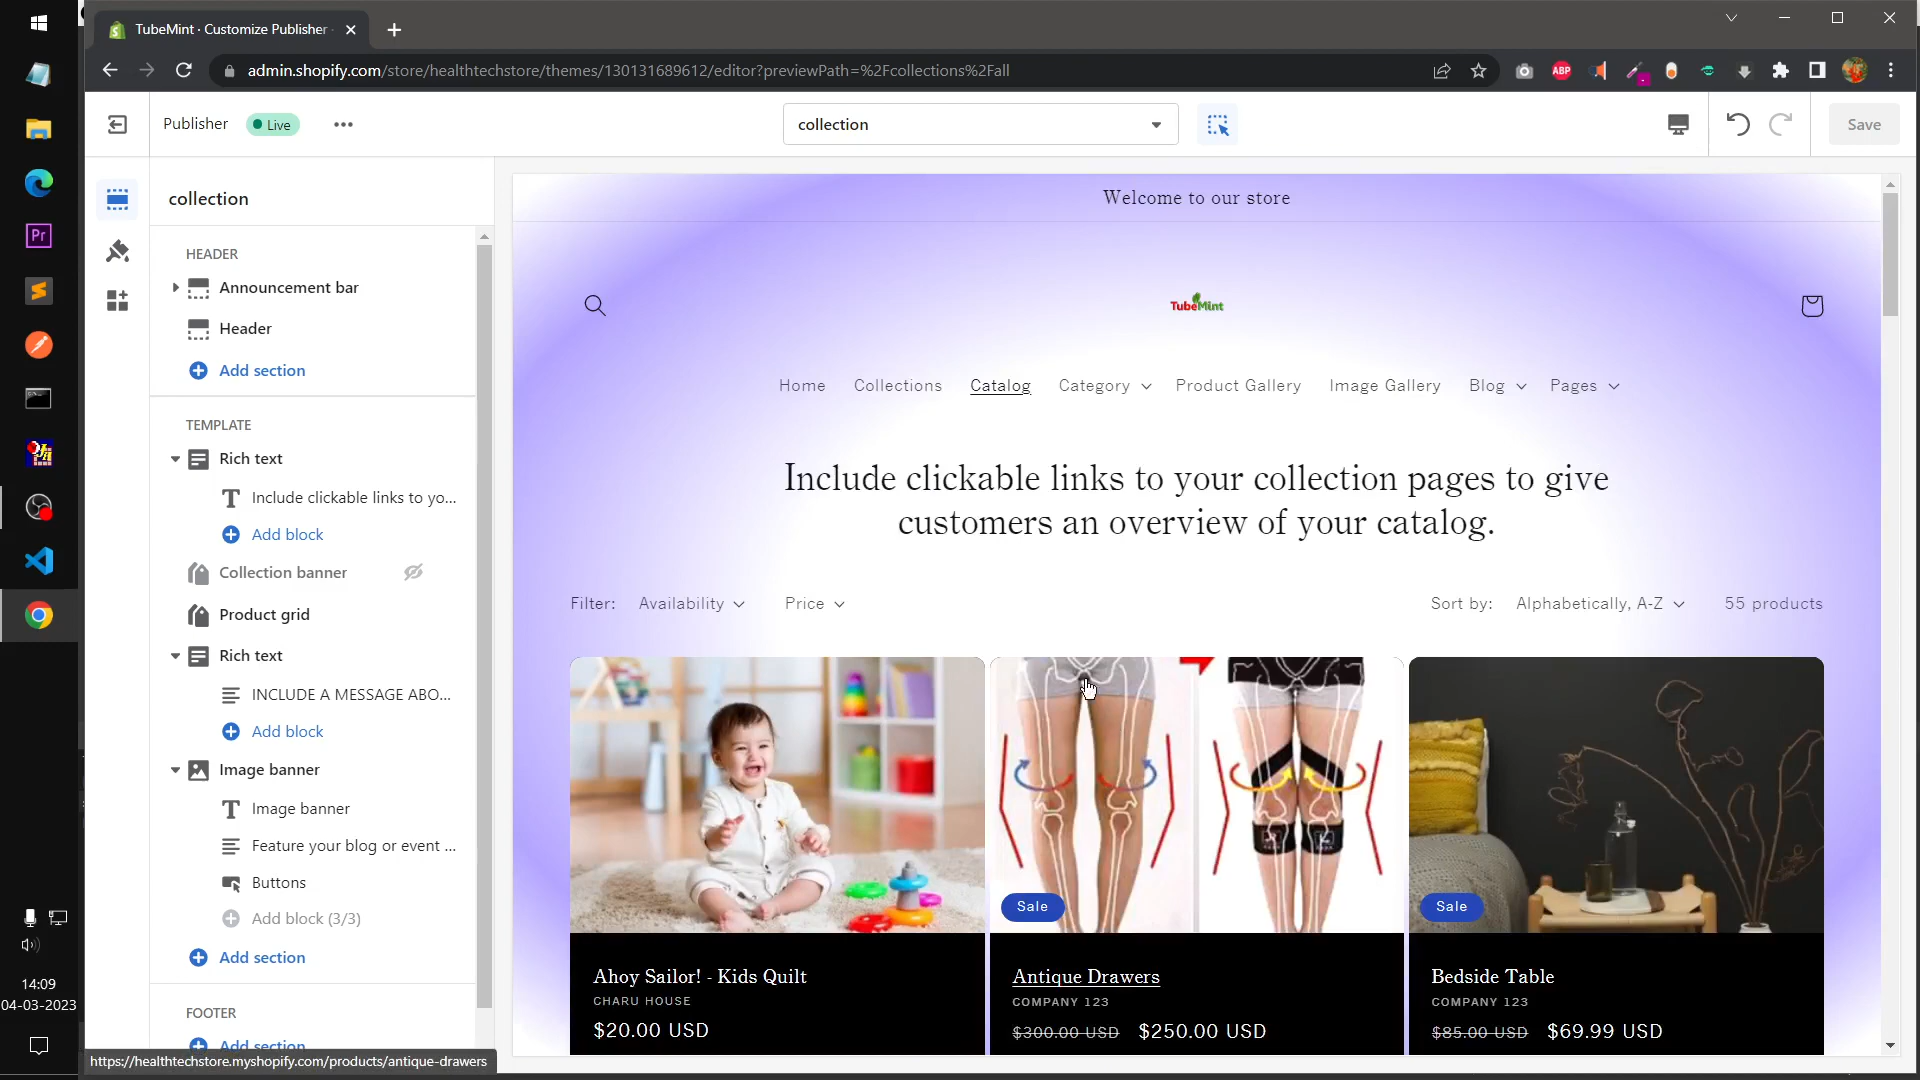 TubeMint · Customize Publisher
admin.shopify.com/store/healthtechstore/themes/130131689612/editor?previewPath=%2Fcollections%2Fall
ABP
Publisher
Live
collection
Save
collection
HEADER
Announcement bar
Header
Add section
TEMPLATE
Rich text
Include clickable links to yo...
Add block
Collection banner
Product grid
Rich text
INCLUDE A MESSAGE ABO...
Add block
Image banner
Image banner
Feature your blog or event ...
Buttons
Add block (3/3)
Add section
FOOTER
Add section
https://healthtechstore.myshopify.com/products/antique-drawers
Pr
14:09
04-03-2023
Welcome to our store
TubeMint
Home Collections Catalog Category Product Gallery Image Gallery Blog Pages
Include clickable links to your collection pages to give
customers an overview of your catalog.
Filter: Availability Price Sort by: Alphabetically, A-Z 55 products
Sale
Sale
Ahoy Sailor! - Kids Quilt
CHARU HOUSE
$20.00 USD
Antique Drawers
COMPANY 123
$300.00 USD $250.00 USD
Bedside Table
COMPANY 123
$85.00 USD $69.99 USD